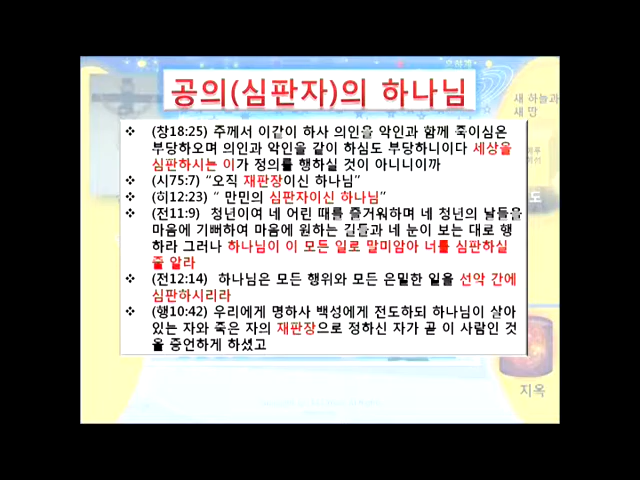 공의(심판자)의 하나님
은하계
새 하늘과
새 땅
❖ (창18:25) 주께서 이같이 하사 의인을 악인과 함께 죽이심은
부당하오며 의인과 악인을 같이 하심도 부당하니이다 세상을
심판하시는 이가 정의를 행하실 것이 아니니이까
❖ (시75:7) “오직 재판장이신 하나님”
❖ (히12:23) “ 만민의 심판자이신 하나님”
❖ (전11:9) 청년이여 네 어린 때를 즐거워하며 네 청년의 날들을
마음에 기뻐하여 마음에 원하는 길들과 네 눈이 보는 대로 행
하라 그러나 하나님이 이 모든 일로 말미암아 너를 심판하실
줄 알라
❖ (전12:14) 하나님은 모든 행위와 모든 은밀한 일을 선악 간에
심판하시리라
❖ (행10:42) 우리에게 명하사 백성에게 전도하되 하나님이 살아
있는 자와 죽은 자의 재판장으로 정하신 자가 곧 이 사람인 것
을 증언하게 하셨고
도
지옥